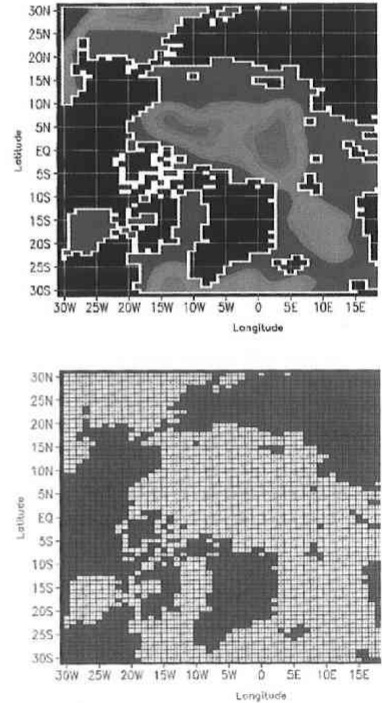 30N
25N
20N
15N
10N
5N
EQ
5S
10S
15S
20S
25S
30S
Latitude
30W 25W 20W 15W 10W 5W 0 5E 10E 15E
Longitude
30N
25N
20N
15N
10N
5N
EQ
5S
10S
15S
20S
25S
30S
Latitude
30W 25W 20W 15W 10W 5W 0 5E 10E 15E
Longitude